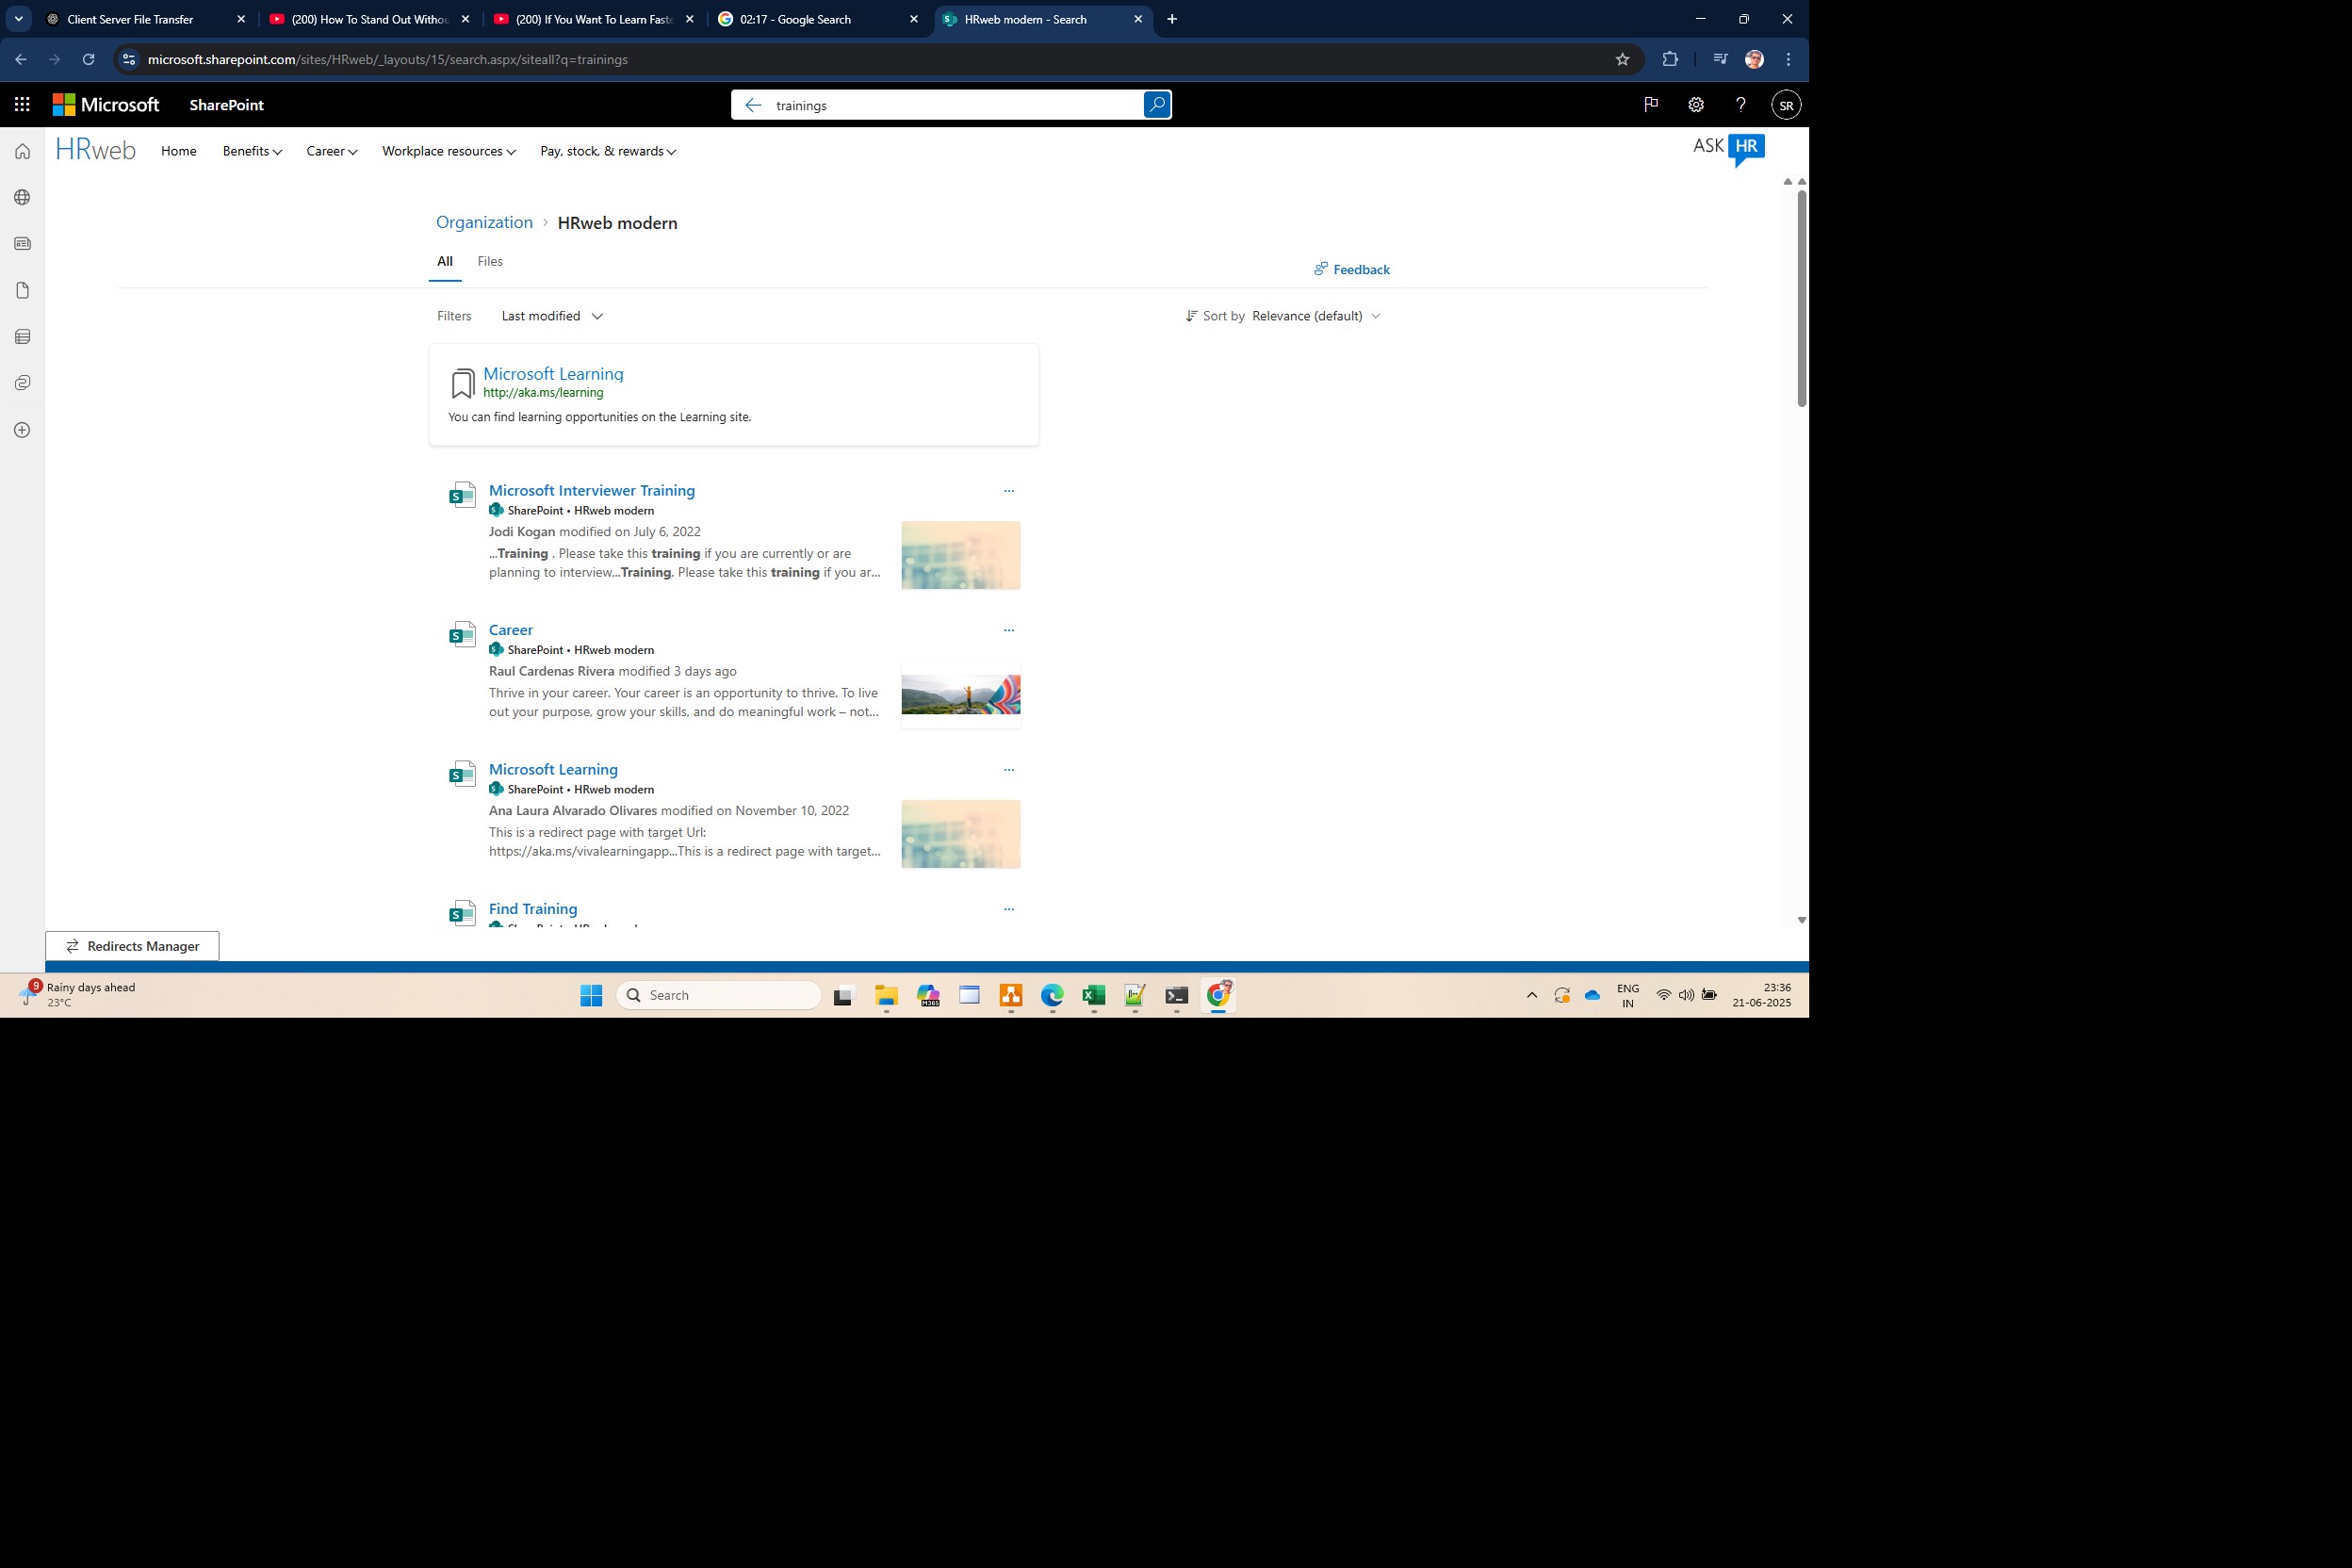 Client Server File Transfer
(200) How To Stand Out Withou
(200) If You Want To Learn Faste
02:17 - Google Search
HRweb modern - Search
microsoft.sharepoint.com/sites/HRweb/_layouts/15/search.aspx/siteall?q=trainings
Microsoft
SharePoint
trainings
SR
HRweb
Home
Benefits
Career
Workplace resources
Pay, stock, & rewards
ASK HR
Organization > HRweb modern
All
Files
Feedback
Filters
Last modified
Sort by Relevance (default)
Microsoft Learning
http://aka.ms/learning
You can find learning opportunities on the Learning site.
Microsoft Interviewer Training
SharePoint • HRweb modern
Jodi Kogan modified on July 6, 2022
...Training . Please take this training if you are currently or are
planning to interview...Training. Please take this training if you ar...
Career
SharePoint • HRweb modern
Raul Cardenas Rivera modified 3 days ago
Thrive in your career. Your career is an opportunity to thrive. To live
out your purpose, grow your skills, and do meaningful work – not...
Microsoft Learning
SharePoint • HRweb modern
Ana Laura Alvarado Olivares modified on November 10, 2022
This is a redirect page with target Url:
https://aka.ms/vivalearningapp...This is a redirect page with target...
Find Training
Redirects Manager
9
Rainy days ahead
23°C
Search
M365
ENG
IN
23:36
21-06-2025